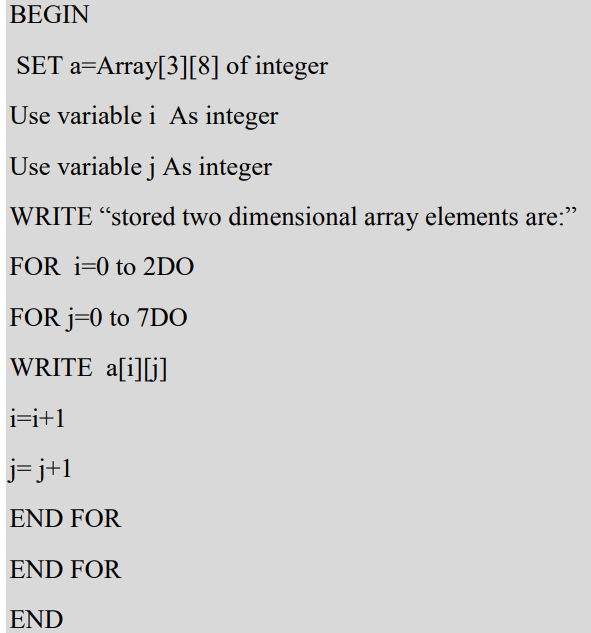 BEGIN
SET a=Array[3][8] of integer
Use variable i As integer
Use variable j As integer
WRITE “stored two dimensional array elements are:”
FOR i=0 to 2DO
FOR j=0 to 7DO
WRITE a[i][j]
i=i+1
j= j+1
END FOR
END FOR
END